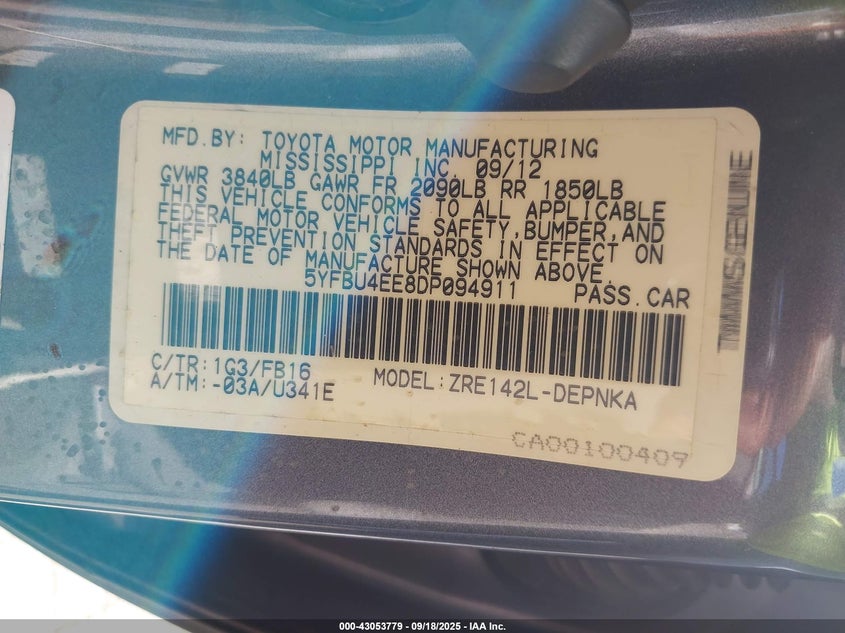 MFD.BY: TOYOTA MOTOR MANUFACTURING
MISSISSIPPI INC. 09/12
GVWR 3840LB GAWR FR 2090LB RR 1850LB
THIS VEHICLE CONFORMS TO ALL APPLICABLE
FEDERAL MOTOR VEHICLE SAFETY,BUMPER,AND
THEFT PREVENTION STANDARDS IN EFFECT ON
THE DATE OF MANUFACTURE SHOWN ABOVE.
5YFBU4EE8DP094911 PASS.CAR
C/TR:1G3/FB16
A/TM:-03A/U341E
MODEL:ZRE142L-DEPNKA
CA00100409
000-43053779 - 09/18/2025 - IAA Inc.